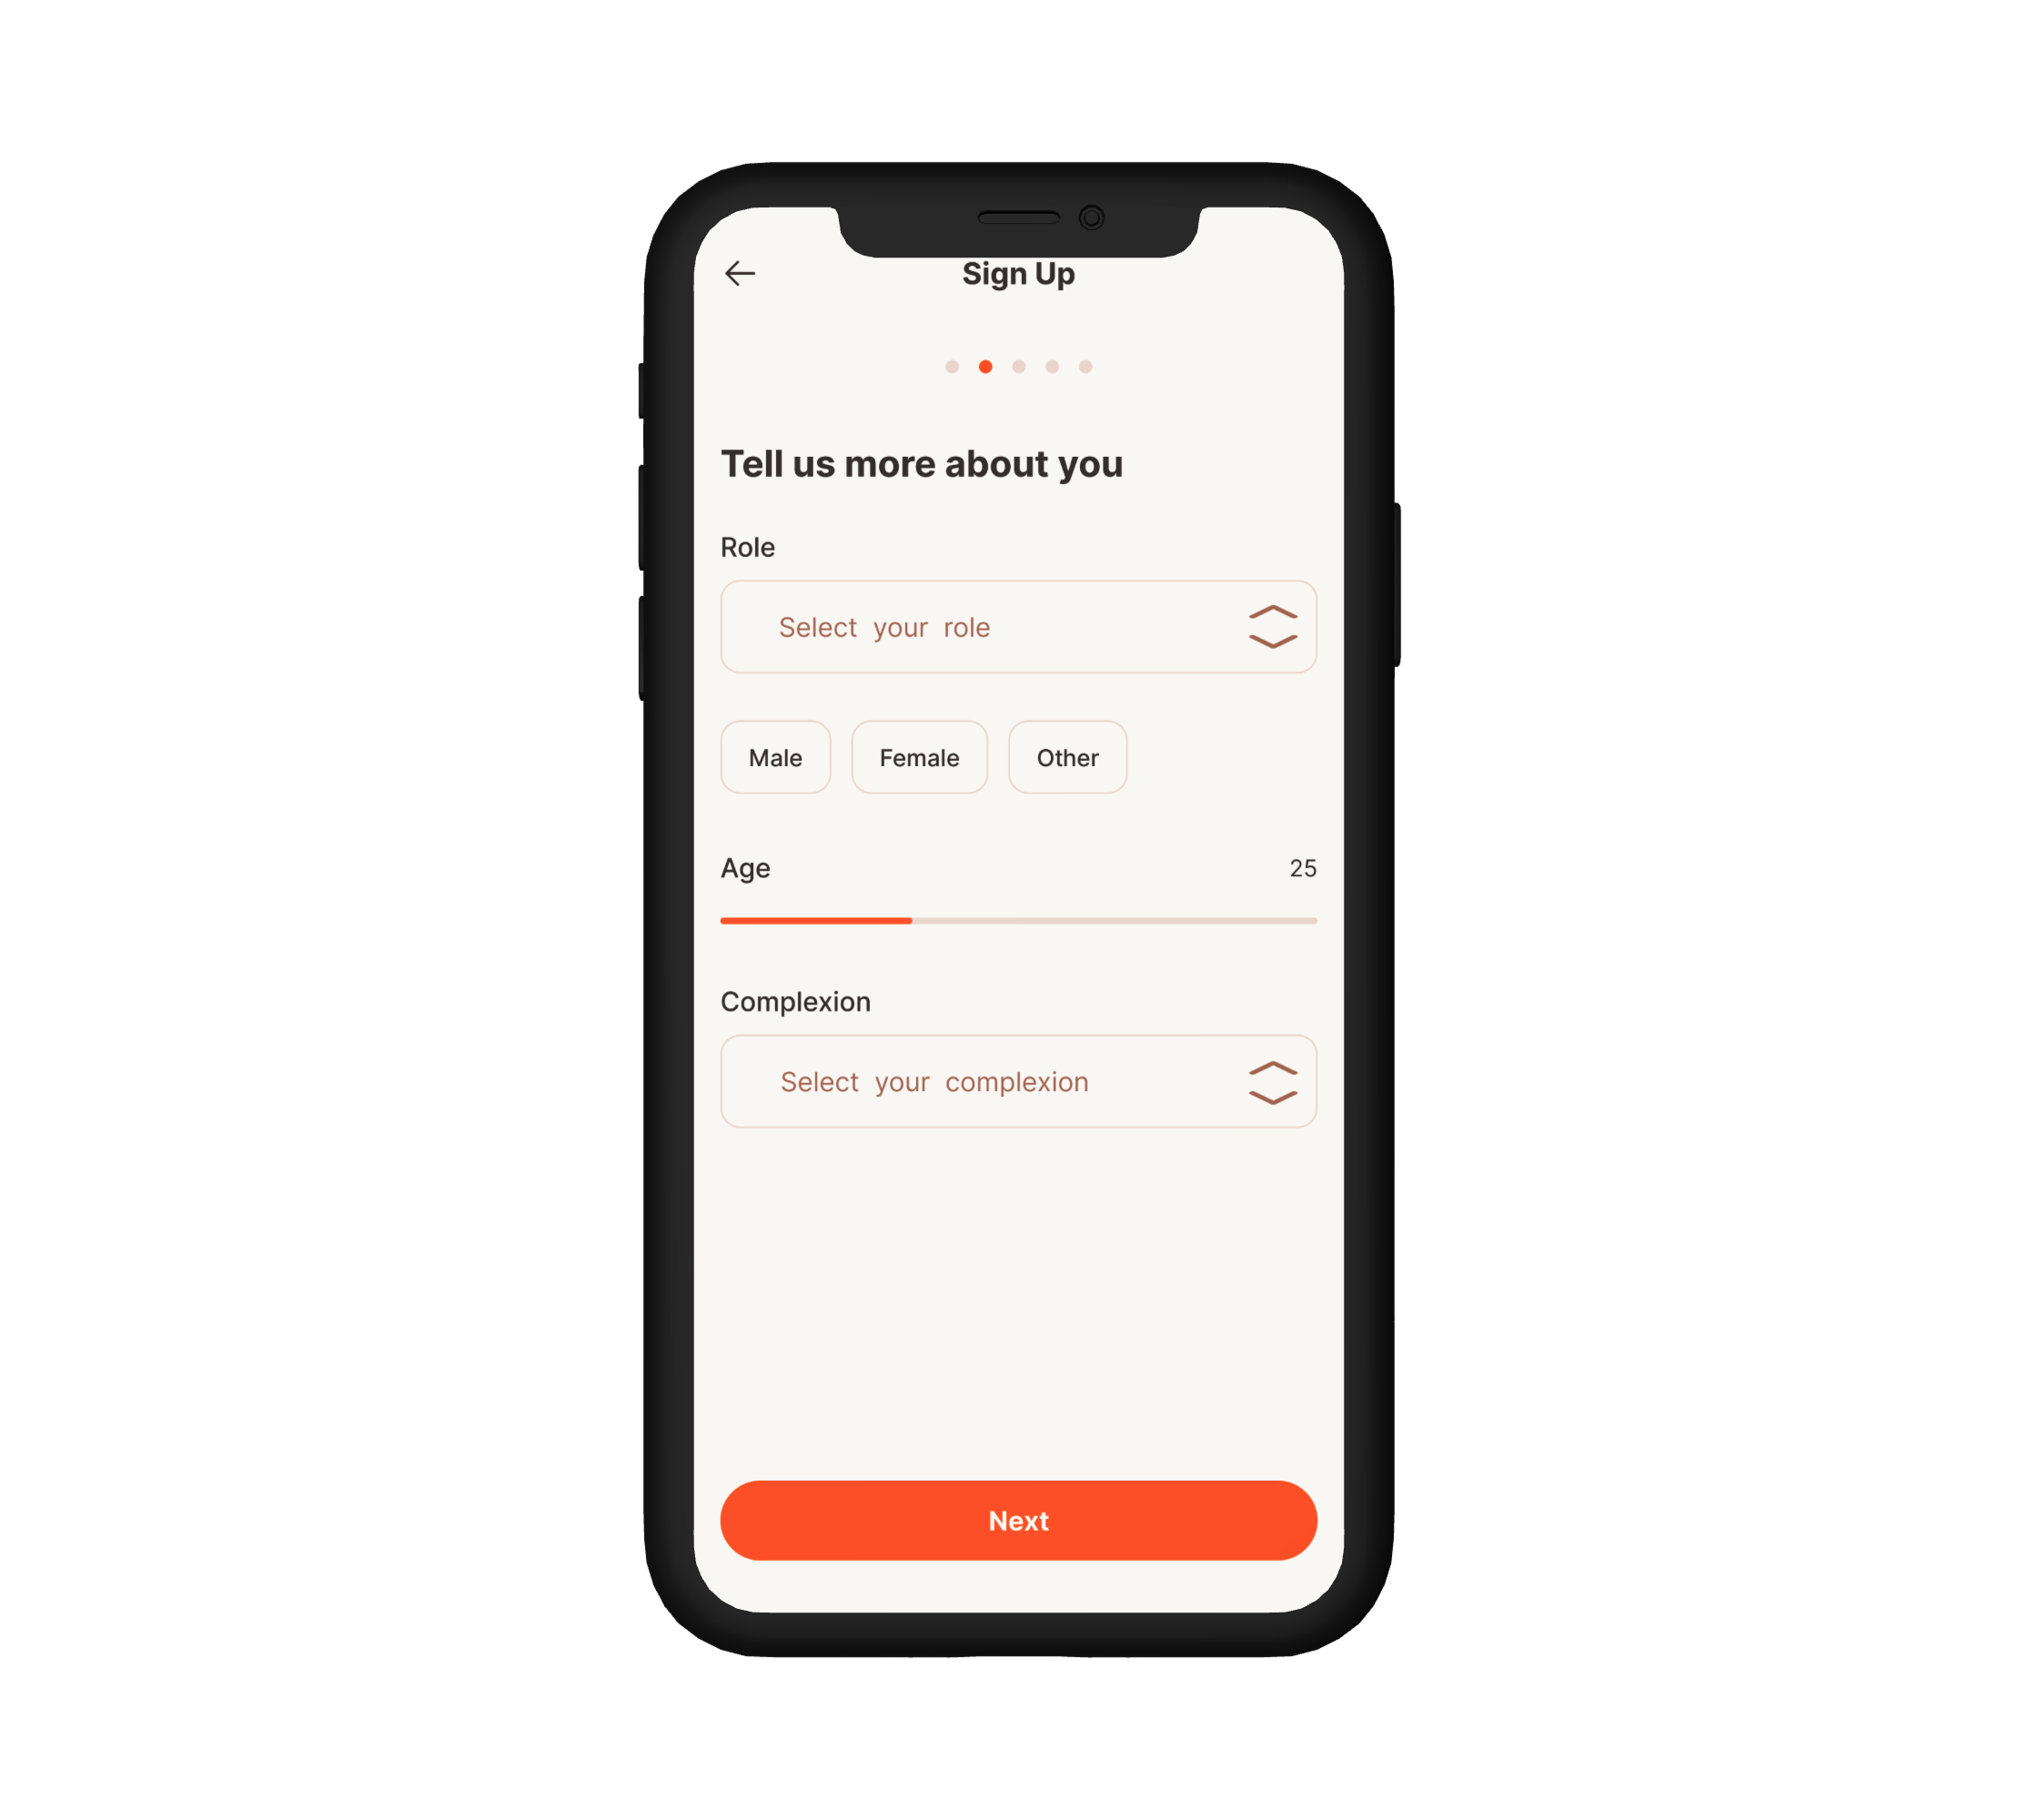 Sign Up
Tell us more about you
Role
Select your role
Male Female Other
Age 25
Complexion
Select your complexion
Next